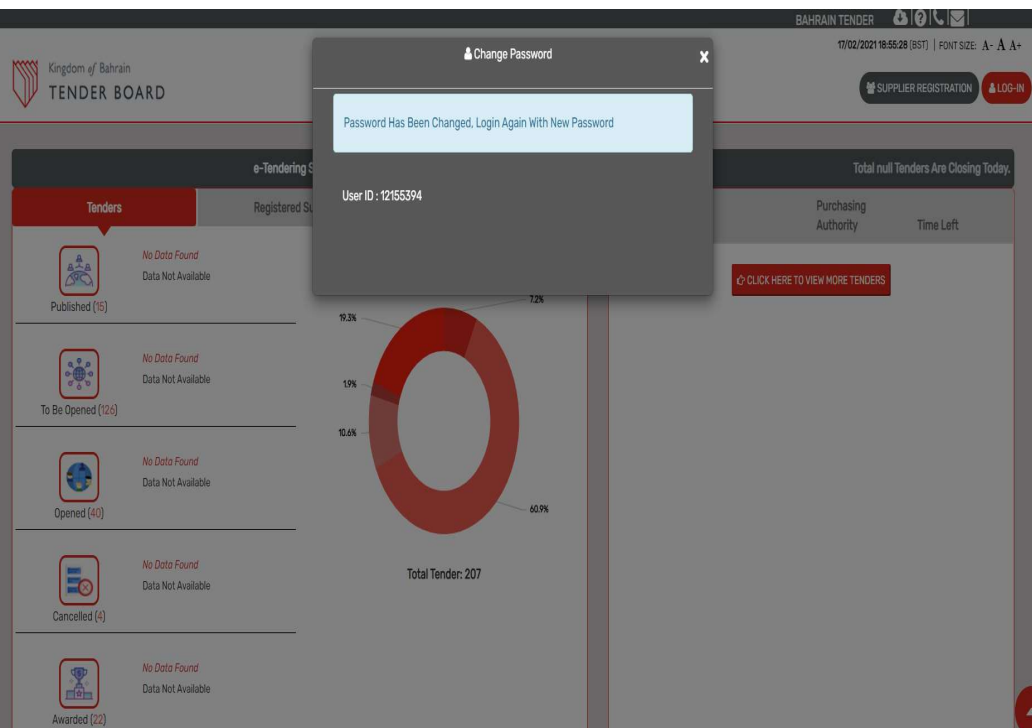 BAHRAIN TENDER
17/02/2021 18:55:28 (BST) | FONT SIZE: A- A A+
Kingdom of Bahrain
TENDER BOARD
SUPPLIER REGISTRATION
LOG-IN
Change Password
x
Password Has Been Changed, Login Again With New Password
User ID : 12155394
e-Tendering S
Total null Tenders Are Closing Today.
Tenders
Registered Su
Purchasing
Authority
Time Left
No Data Found
Data Not Available
Published (15)
CLICK HERE TO VIEW MORE TENDERS
No Data Found
Data Not Available
To Be Opened (126)
No Data Found
Data Not Available
Opened (40)
No Data Found
Data Not Available
Cancelled (4)
No Data Found
Data Not Available
Awarded (22)
7.2%
19.3%
1.9%
10.6%
60.9%
Total Tender: 207